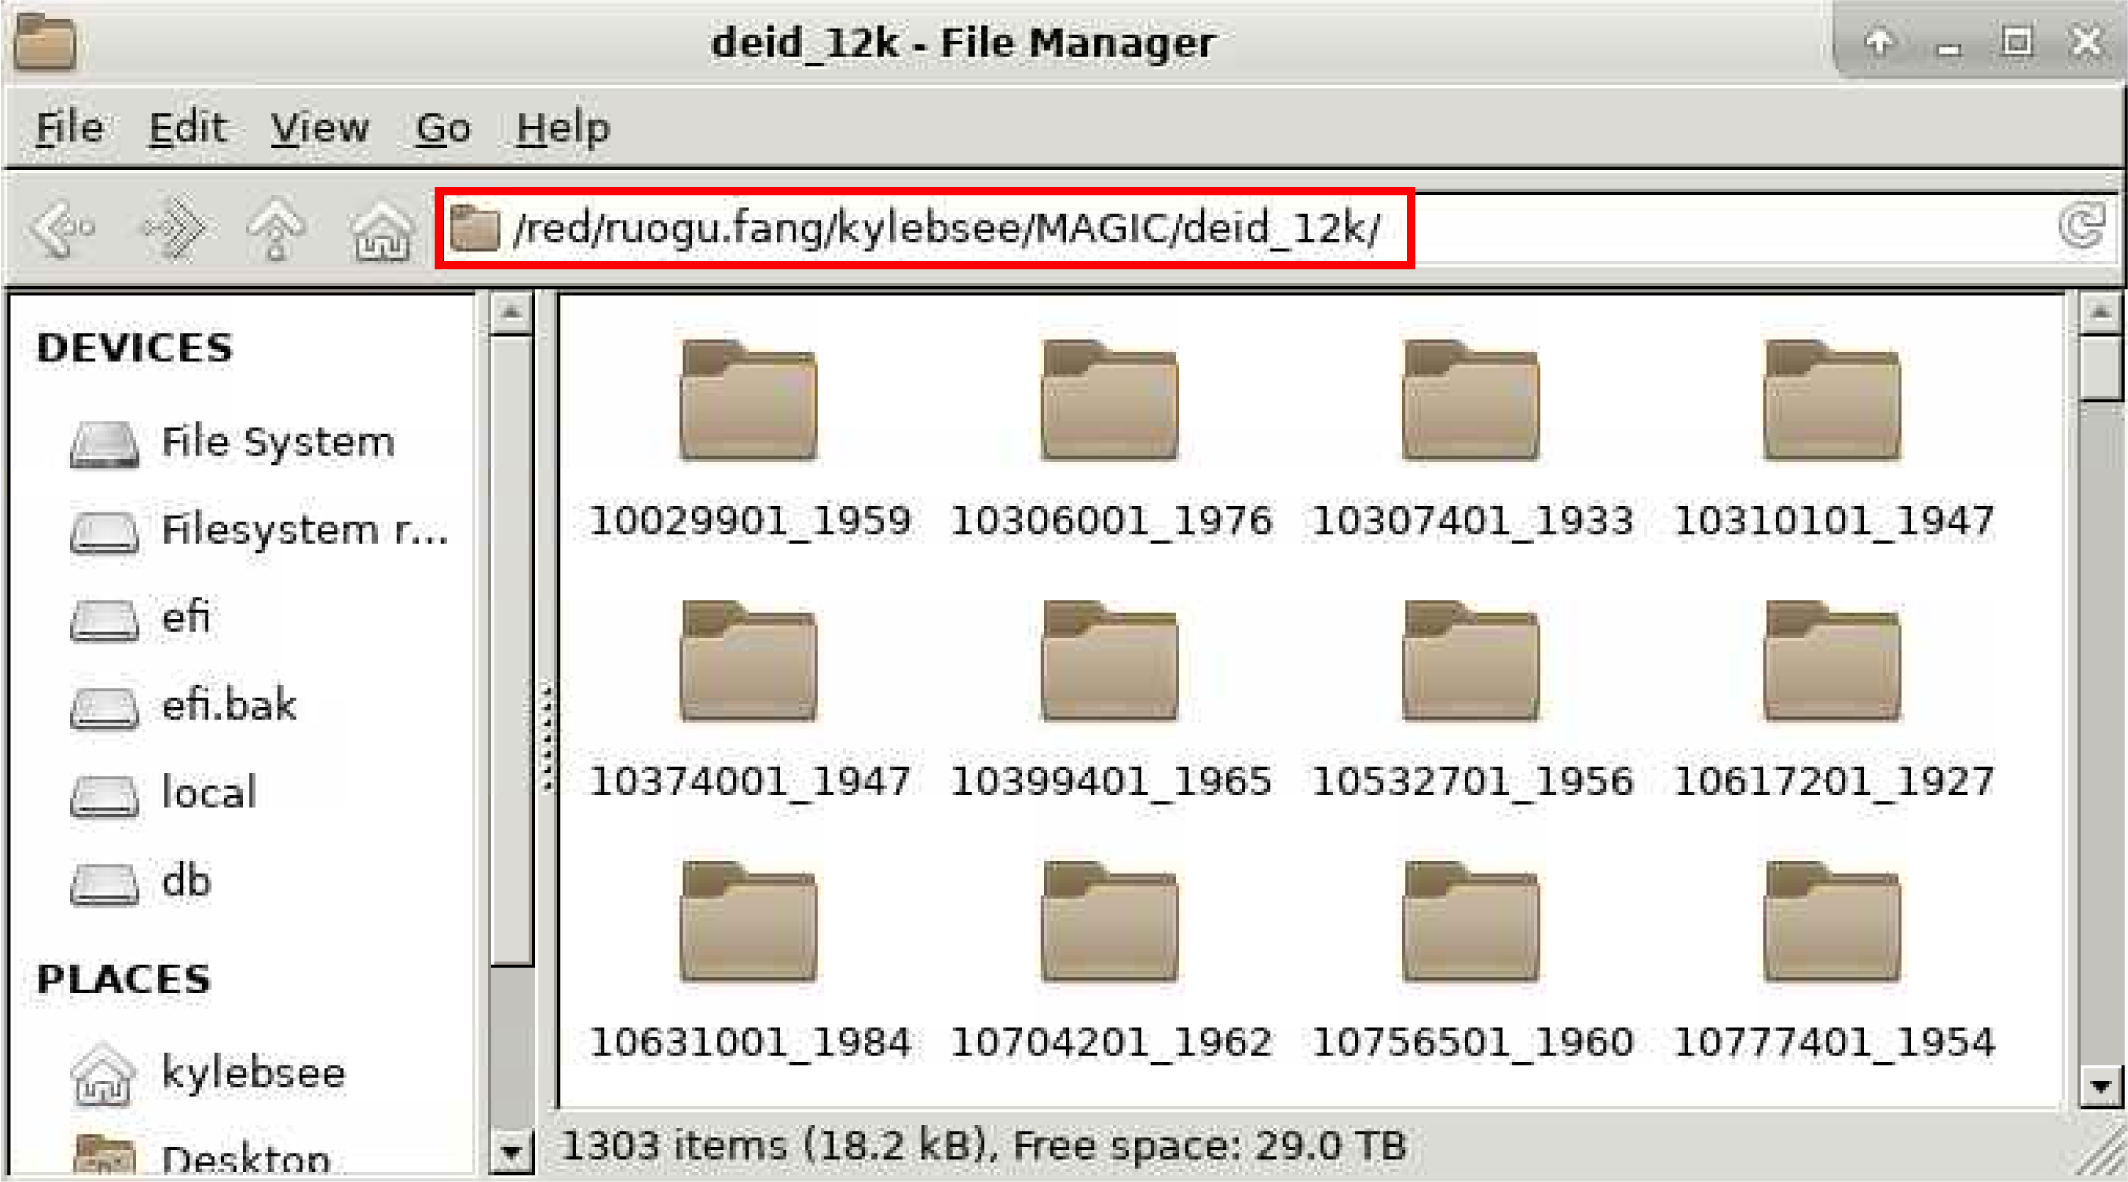 deid_12k - File Manager
File Edit View Go Help
/red/ruogu.fang/kylebsee/MAGIC/deid_12k/
DEVICES
File System
Filesystem r...
efi
efi.bak
local
db
PLACES
kylebsee
Desktop
10029901_1959 10306001_1976 10307401_1933 10310101_1947
10374001_1947 10399401_1965 10532701_1956 10617201_1927
10631001_1984 10704201_1962 10756501_1960 10777401_1954
1303 items (18.2 kB), Free space: 29.0 TB